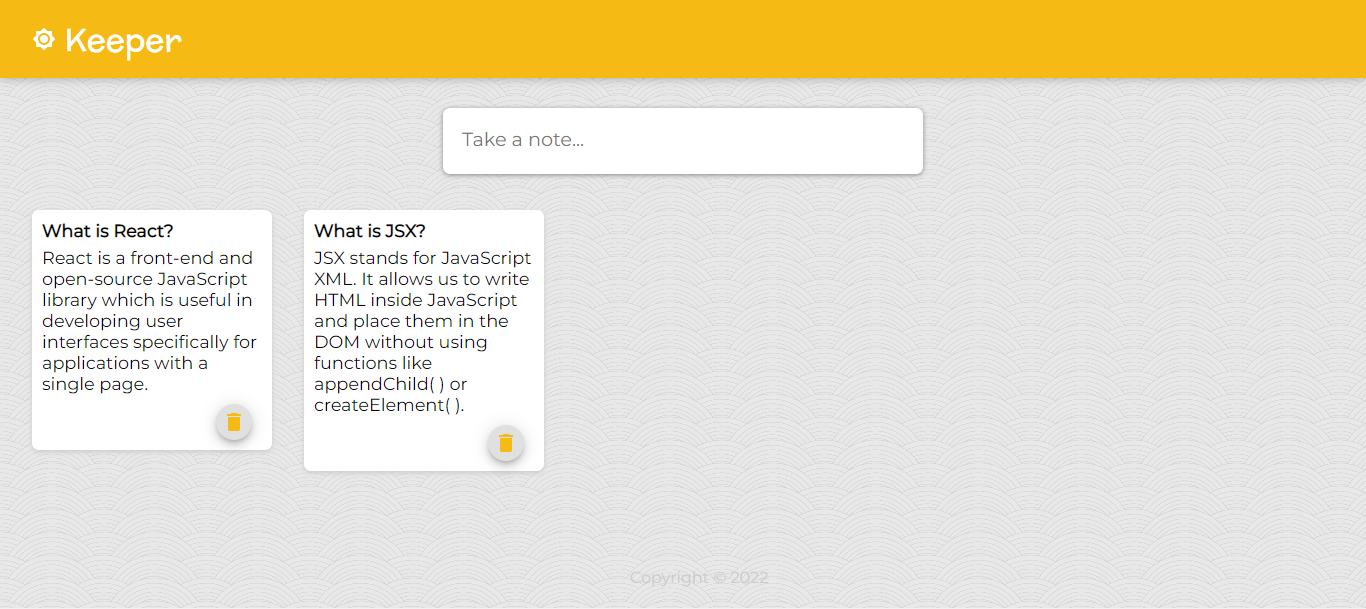 Keeper
Take a note...
What is React?
React is a front-end and
open-source JavaScript
library which is useful in
developing user
interfaces specifically for
applications with a
single page.
What is JSX?
JSX stands for JavaScript
XML. It allows us to write
HTML inside JavaScript
and place them in the
DOM without using
functions like
appendChild( ) or
createElement( ).
Copyright © 2022